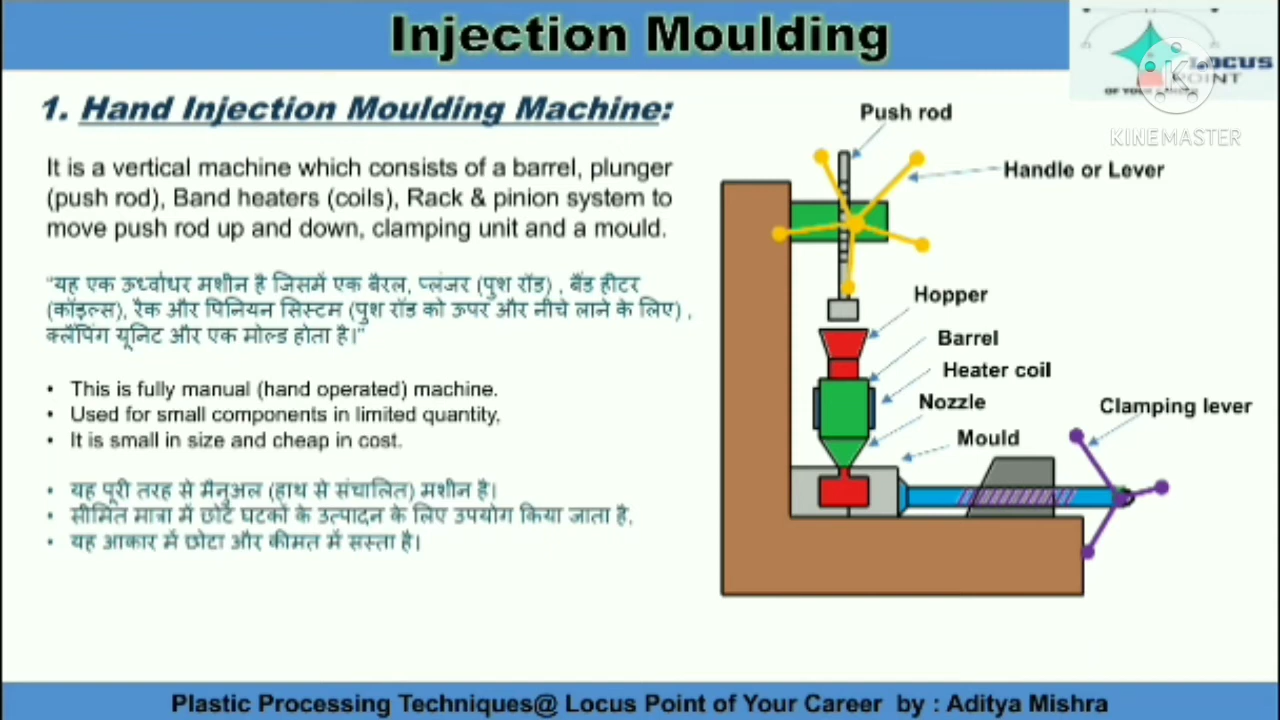 Injection Moulding
LOCUS
POINT
KINEMASTER
1. Hand Injection Moulding Machine:
It is a vertical machine which consists of a barrel, plunger
(push rod), Band heaters (coils), Rack & pinion system to
move push rod up and down, clamping unit and a mould.
"यह एक ऊर्ध्वाधर मशीन है जिसमें एक बैरल, प्लंजर (पुश रॉड) , बैंड हीटर
(कॉइल्स), रैक और पिनियन सिस्टम (पुश रॉड को ऊपर और नीचे लाने के लिए) ,
क्लैंपिंग यूनिट और एक मोल्ड होता है।"
• This is fully manual (hand operated) machine.
• Used for small components in limited quantity,
• It is small in size and cheap in cost.
• यह पूरी तरह से मैनुअल (हाथ से संचालित) मशीन है।
• सीमित मात्रा में छोटे घटकों के उत्पादन के लिए उपयोग किया जाता है,
• यह आकार में छोटा और कीमत में सस्ता है।
Push rod
Handle or Lever
Hopper
Barrel
Heater coil
Nozzle
Clamping lever
Mould
Plastic Processing Techniques@ Locus Point of Your Career by : Aditya Mishra